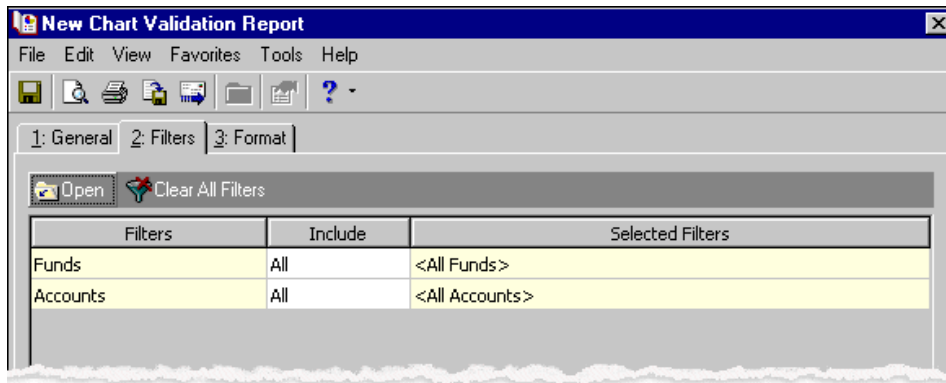 New Chart Validation Report
File Edit View Favorites Tools Help
?
1: General 2: Filters 3: Format
Open Clear All Filters
Filters Include Selected Filters
Funds All <All Funds>
Accounts All <All Accounts>